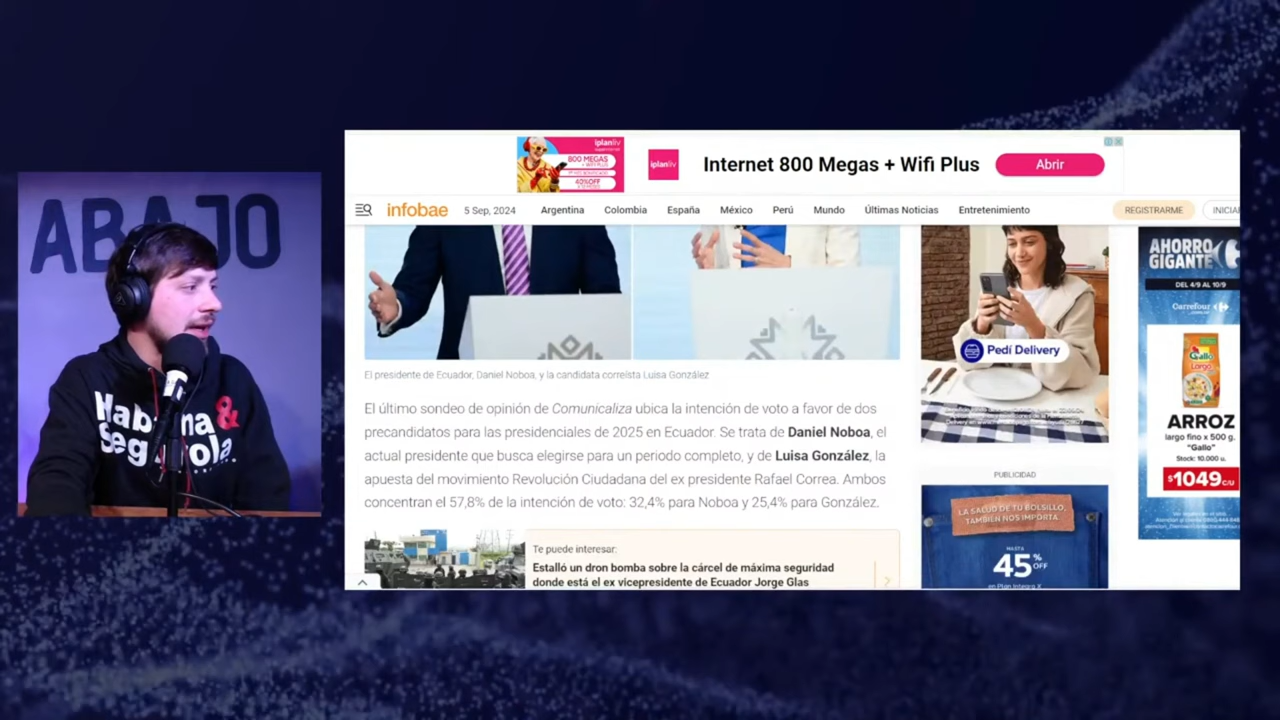 ABAJO
Habana &
Seg ola.
iplanliv
800 MEGAS
40%OFF
iplanliv
Internet 800 Megas + Wifi Plus
Abrir
infobae
5 Sep, 2024
Argentina
Colombia
España
México
Perú
Mundo
Últimas Noticias
Entretenimiento
REGISTRARME
INICIA
El presidente de Ecuador, Daniel Noboa, y la candidata correísta Luisa González
El último sondeo de opinión de Comunicaliza ubica la intención de voto a favor de dos
precandidatos para las presidenciales de 2025 en Ecuador. Se trata de Daniel Noboa, el
actual presidente que busca elegirse para un periodo completo, y de Luisa González, la
apuesta del movimiento Revolución Ciudadana del ex presidente Rafael Correa. Ambos
concentran el 57,8% de la intención de voto: 32,4% para Noboa y 25,4% para González.
Te puede interesar:
Estalló un dron bomba sobre la cárcel de máxima seguridad
donde está el ex vicepresidente de Ecuador Jorge Glas
Pedí Delivery
PUBLICIDAD
LA SALUD DE TU BOLSILLO,
TAMBIÉN NOS IMPORTA.
HASTA
45% OFF
en Plan Integra X
AHORRO
GIGANTE
DEL 4/9 AL 10/9
Carrefour
Gallo
Largo
ARROZ
largo fino x 500 g.
"Gallo"
Stock: 10.000 u.
$1049 C/U